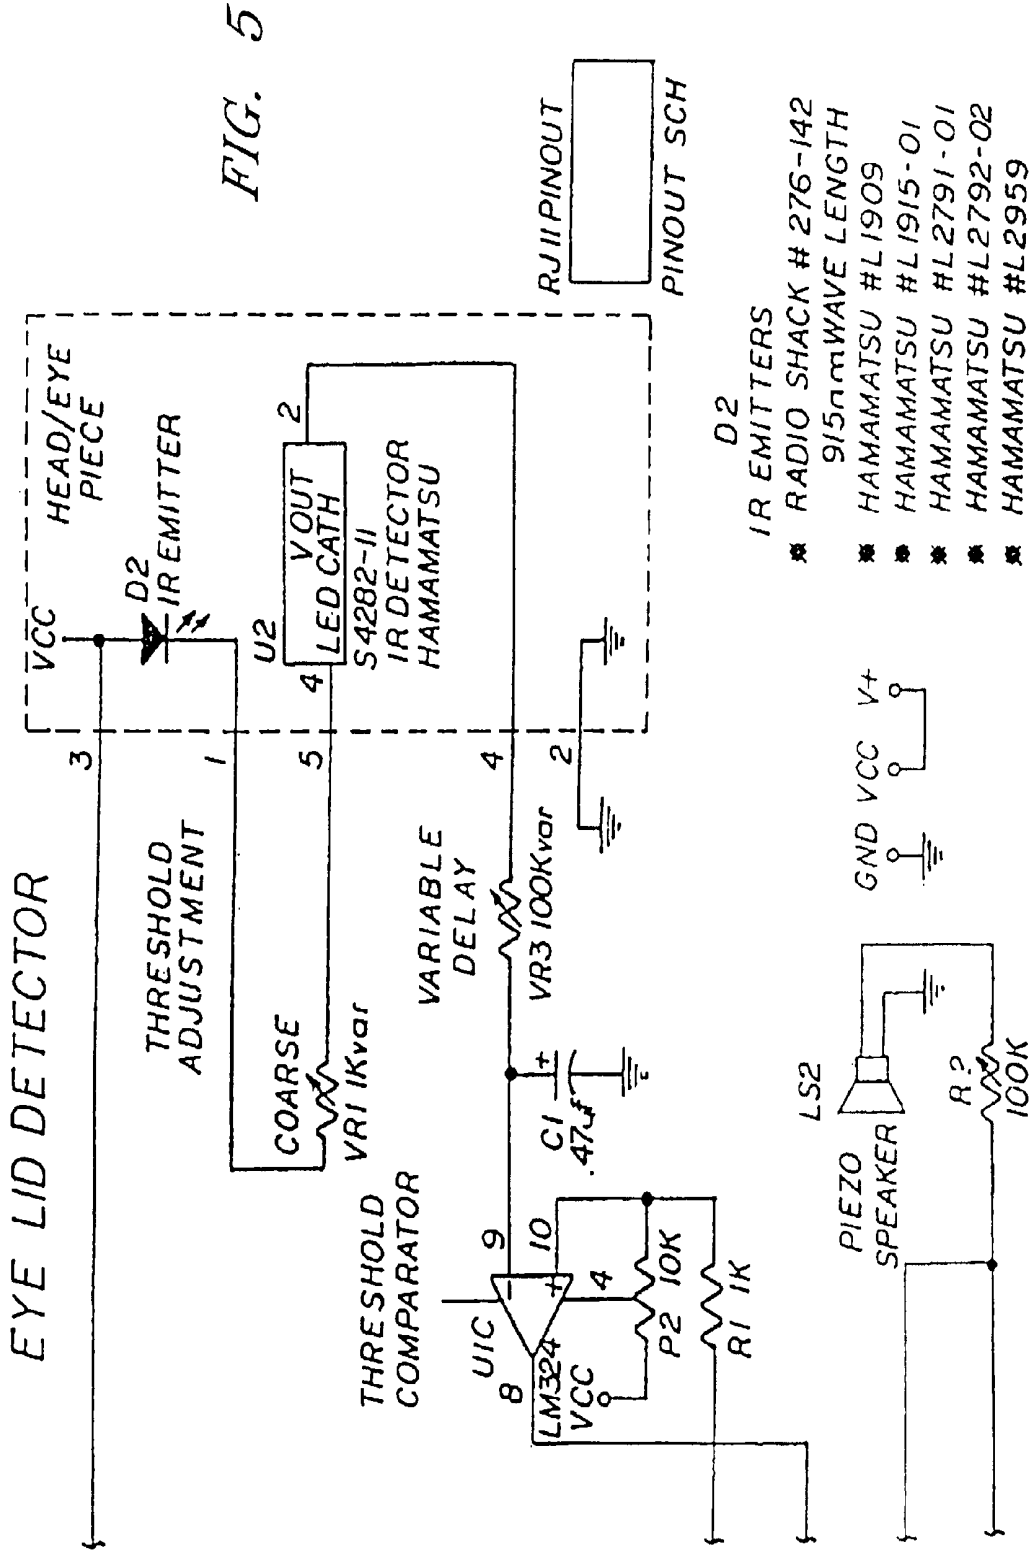 EYE LID DETECTOR
FIG. 5
3
VCC
HEAD/EYE
PIECE
D2
IR EMITTER
THRESHOLD
ADJUSTMENT
1
COARSE
VR1 1Kvar
5
U2
4
V OUT
LED CATH
2
S4282-11
IR DETECTOR
HAMAMATSU
THRESHOLD
COMPARATOR
VARIABLE
DELAY
4
VR3 100Kvar
2
U1C
9
10
8
4
+
LM324
VCC
C1
.47uf
+
P2 10K
R1 1K
RJ11 PINOUT
PINOUT SCH
PIEZO
SPEAKER
LS2
R?
100K
GND VCC V+
D2
IR EMITTERS
* RADIO SHACK # 276-142
915nm WAVE LENGTH
* HAMAMATSU #L1909
* HAMAMATSU #L1915-01
* HAMAMATSU #L2791-01
* HAMAMATSU #L2792-02
* HAMAMATSU #L2959